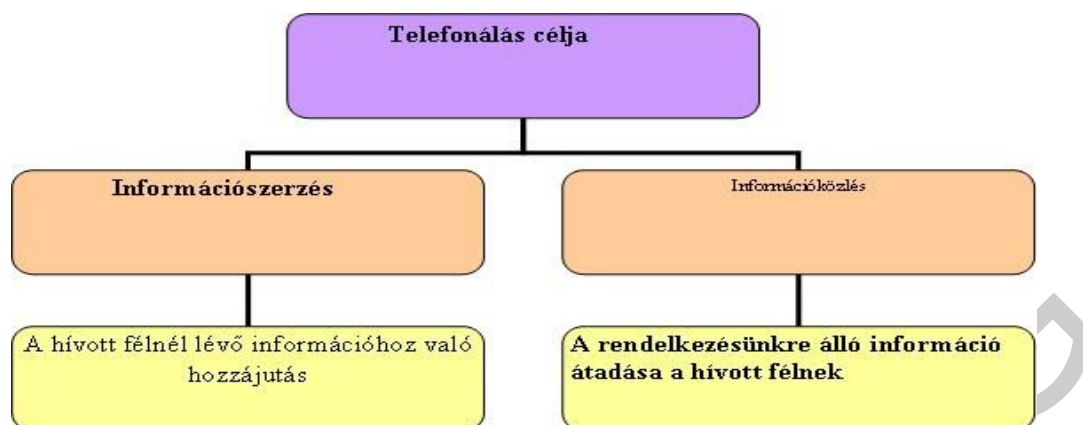 Telefonálás célja
Információszerzés
Információközlés
A hívott félnél lévő információhoz való
hozzájutás
A rendelkezésünkre álló információ
átadása a hívott félnek